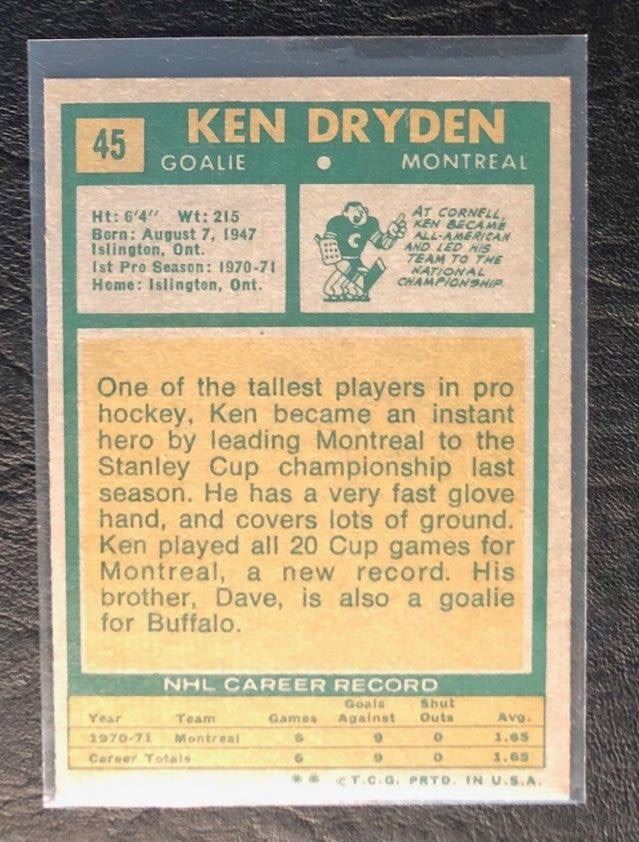 45 KEN DRYDEN
GOALIE • MONTREAL
Ht: 6'4" Wt: 215
Born: August 7, 1947
Islington, Ont.
1st Pro Season: 1970-71
Home: Islington, Ont.
C
AT CORNELL,
KEN BECAME
ALL-AMERICAN
AND LED HIS
TEAM TO THE
NATIONAL
CHAMPIONSHIP
One of the tallest players in pro
hockey, Ken became an instant
hero by leading Montreal to the
Stanley Cup championship last
season. He has a very fast glove
hand, and covers lots of ground.
Ken played all 20 Cup games for
Montreal, a new record. His
brother, Dave, is also a goalie
for Buffalo.
NHL CAREER RECORD
Goals Shut
Year Team Games Against Outs Avg.
1970-71 Montreal 6 9 0 1.65
Career Totals 6 9 0 1.65
** ©T.C.G. PRTD. IN U.S.A.